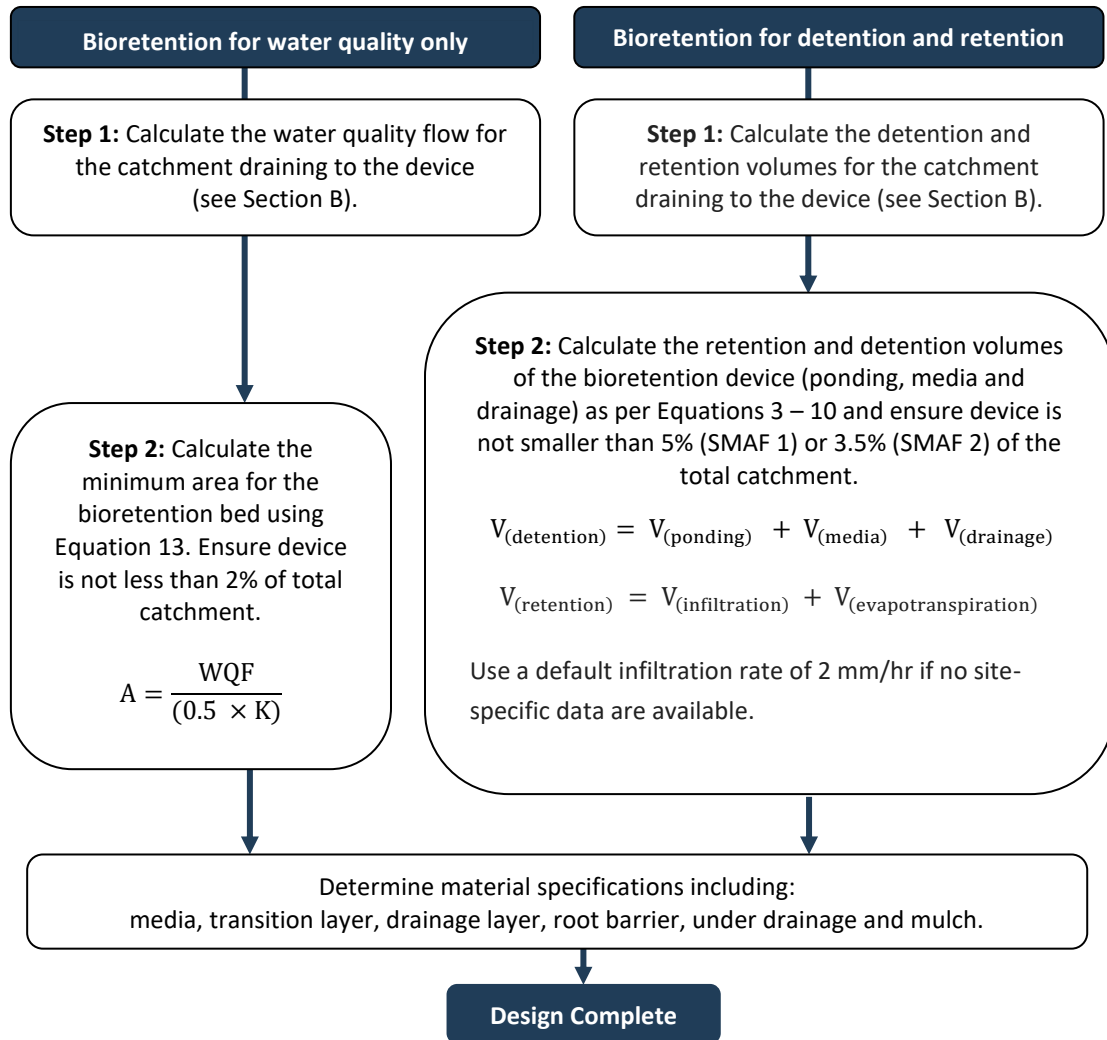 Bioretention for water quality only
Step 1: Calculate the water quality flow for
the catchment draining to the device
(see Section B).
Step 2: Calculate the
minimum area for the
bioretention bed using
Equation 13. Ensure device
is not less than 2% of total
catchment.
A = WQF / (0.5 × K)
Bioretention for detention and retention
Step 1: Calculate the detention and
retention volumes for the catchment
draining to the device (see Section B).
Step 2: Calculate the retention and detention volumes
of the bioretention device (ponding, media and
drainage) as per Equations 3 – 10 and ensure device is
not smaller than 5% (SMAF 1) or 3.5% (SMAF 2) of the
total catchment.
V(detention) = V(ponding) + V(media) + V(drainage)
V(retention) = V(infiltration) + V(evapotranspiration)
Use a default infiltration rate of 2 mm/hr if no site-
specific data are available.
Determine material specifications including:
media, transition layer, drainage layer, root barrier, under drainage and mulch.
Design Complete